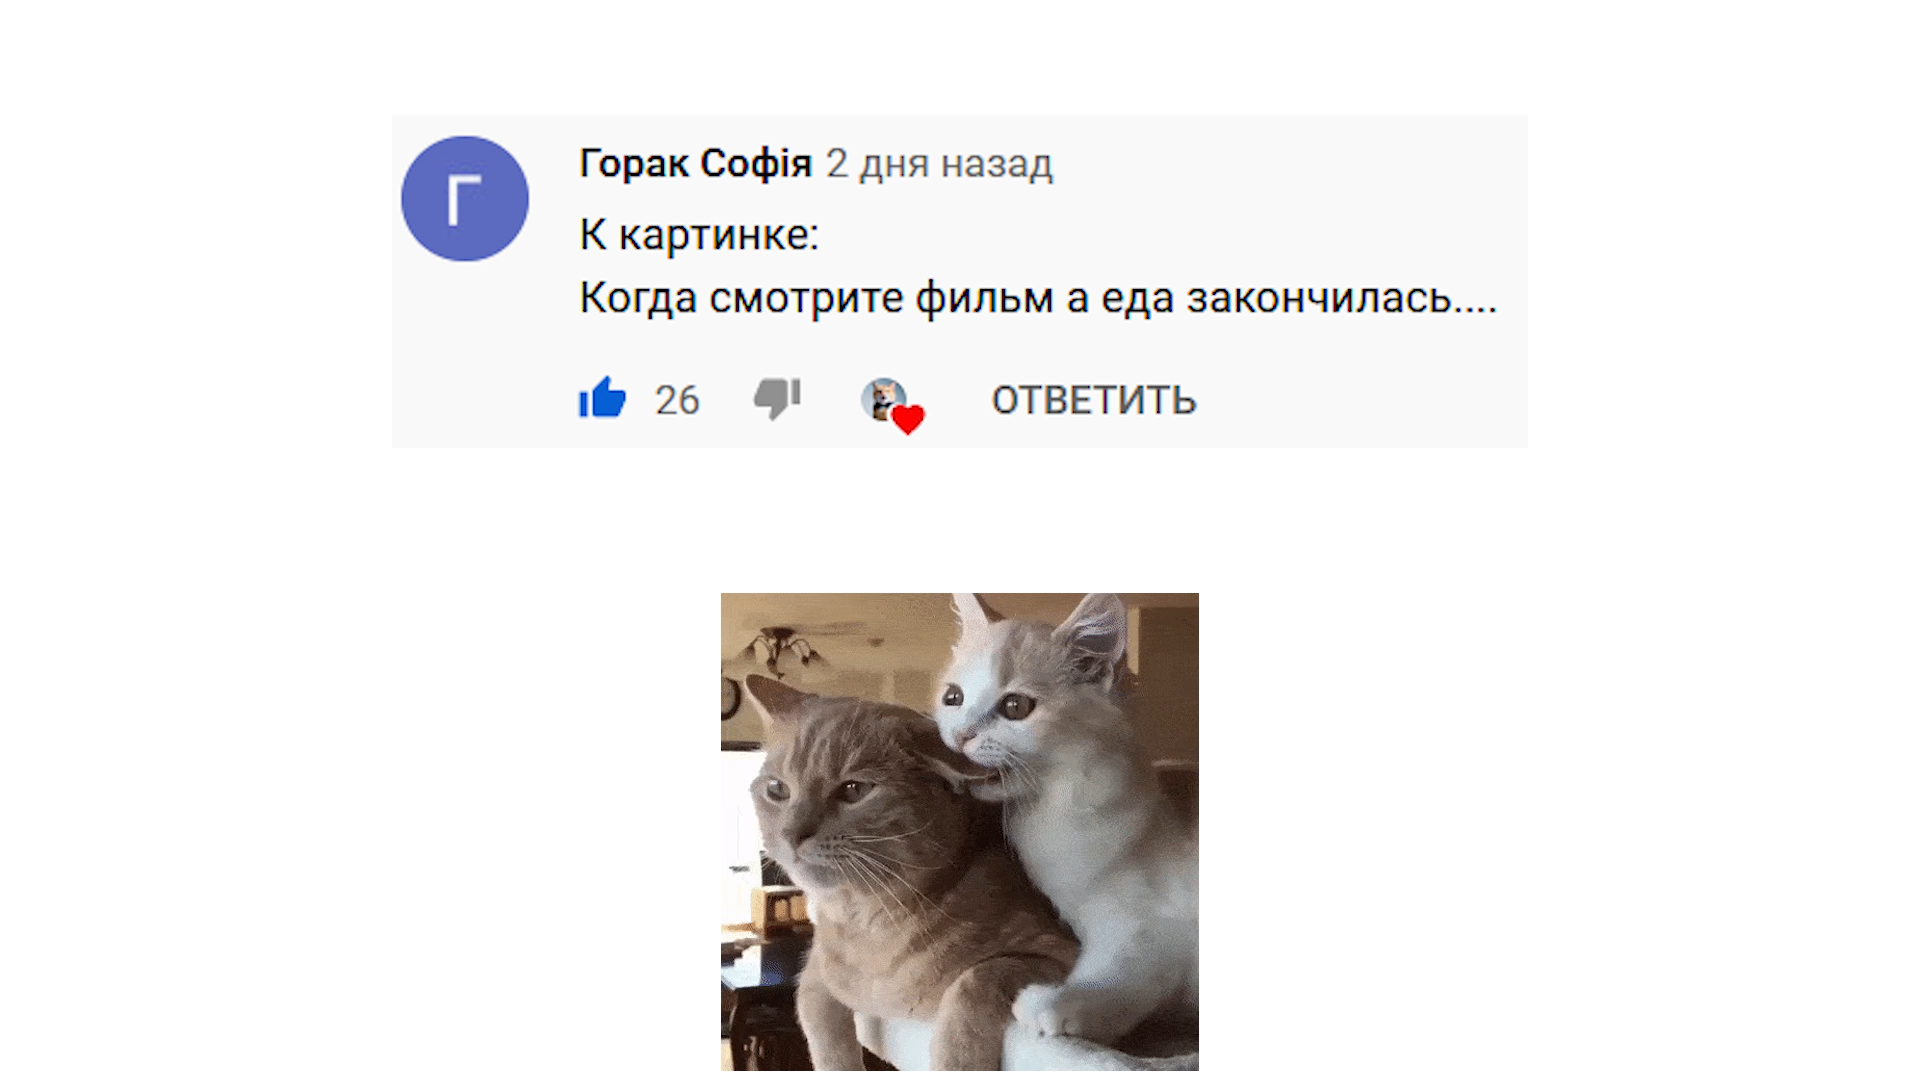 Г
Горак Софія 2 дня назад
К картинке:
Когда смотрите фильм а еда закончилась....
26
ОТВЕТИТЬ